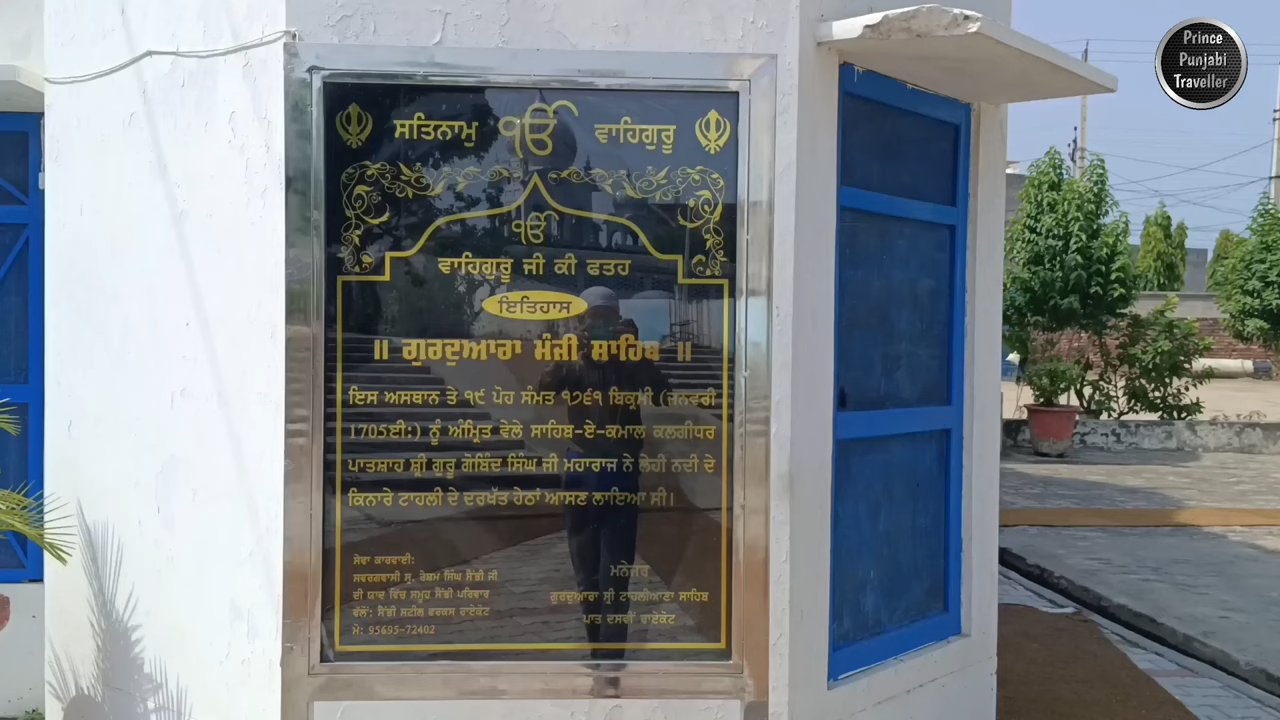 ਸਤਿਨਾਮੁ ੴ ਵਾਹਿਗੁਰੂ
ੴ
ਵਾਹਿਗੁਰੂ ਜੀ ਕੀ ਫਤਹ
ਇਤਿਹਾਸ
॥ ਗੁਰਦੁਆਰਾ ਮੰਜੀ ਸ਼ਾਹਿਬ ॥
ਇਸ ਅਸਥਾਨ ਤੇ ੧੯ ਪੋਹ ਸੰਮਤ ੧੭੬੧ ਬਿਕ੍ਰਮੀ (ਜਨਵਰੀ
1705ਈ:) ਨੂੰ ਅੰਮ੍ਰਿਤ ਵੇਲੇ ਸਾਹਿਬ-ਏ-ਕਮਾਲ ਕਲਗੀਧਰ
ਪਾਤਸ਼ਾਹ ਸ਼੍ਰੀ ਗੁਰੂ ਗੋਬਿੰਦ ਸਿੰਘ ਜੀ ਮਹਾਰਾਜ ਨੇ ਲੇਹੀ ਨਦੀ ਦੇ
ਕਿਨਾਰੇ ਟਾਹਲੀ ਦੇ ਦਰਖੱਤ ਹੇਠਾਂ ਆਸਣ ਲਾਇਆ ਸੀ।
ਸੇਵਾ ਕਾਰਵਾਈ:
ਸਵਰਗਵਾਸੀ ਸ੍ਰ. ਰੇਸ਼ਮ ਸਿੰਘ ਸੈਂਡੀ ਜੀ
ਦੀ ਯਾਦ ਵਿੱਚ ਸਮੂਹ ਸੈਂਡੀ ਪਰਿਵਾਰ
ਵੱਲੋਂ: ਸੈਂਡੀ ਸਟੀਲ ਵਰਕਸ ਰਾਏਕੋਟ
ਮੋ: 95695-72402
ਮਨੇਜਰ
ਗੁਰਦੁਆਰਾ ਸ੍ਰੀ ਟਾਹਲੀਆਣਾ ਸਾਹਿਬ
ਪਾਤ ਦਸਵੀਂ ਰਾਏਕੋਟ
Prince
Punjabi
Traveller